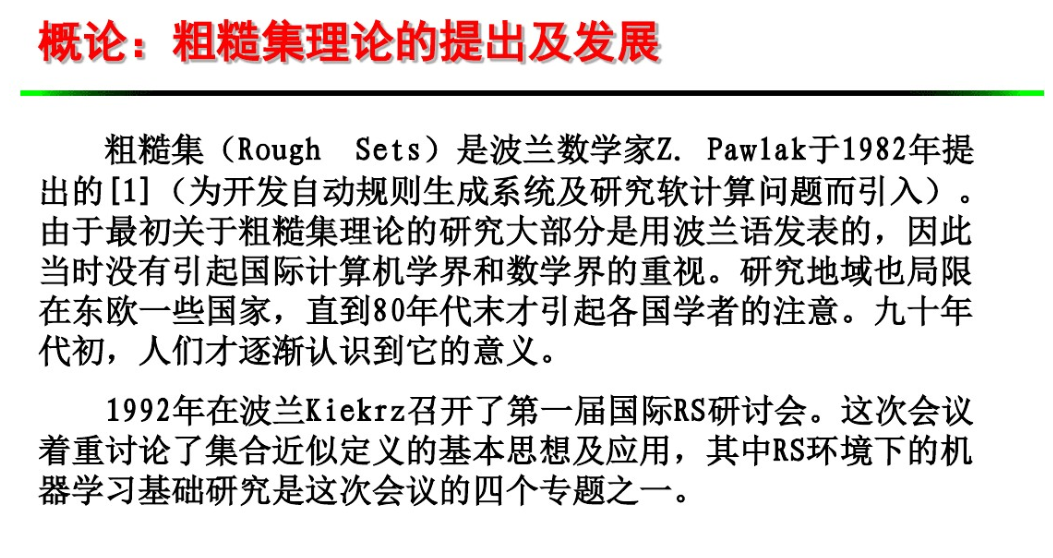 概论：粗糙集理论的提出及发展
粗糙集（Rough Sets）是波兰数学家Z. Pawlak于1982年提
出的[1]（为开发自动规则生成系统及研究软计算问题而引入）。
由于最初关于粗糙集理论的研究大部分是用波兰语发表的，因此
当时没有引起国际计算机学界和数学界的重视。研究地域也局限
在东欧一些国家，直到80年代末才引起各国学者的注意。九十年
代初，人们才逐渐认识到它的意义。
1992年在波兰Kiekrz召开了第一届国际RS研讨会。这次会议
着重讨论了集合近似定义的基本思想及应用，其中RS环境下的机
器学习基础研究是这次会议的四个专题之一。